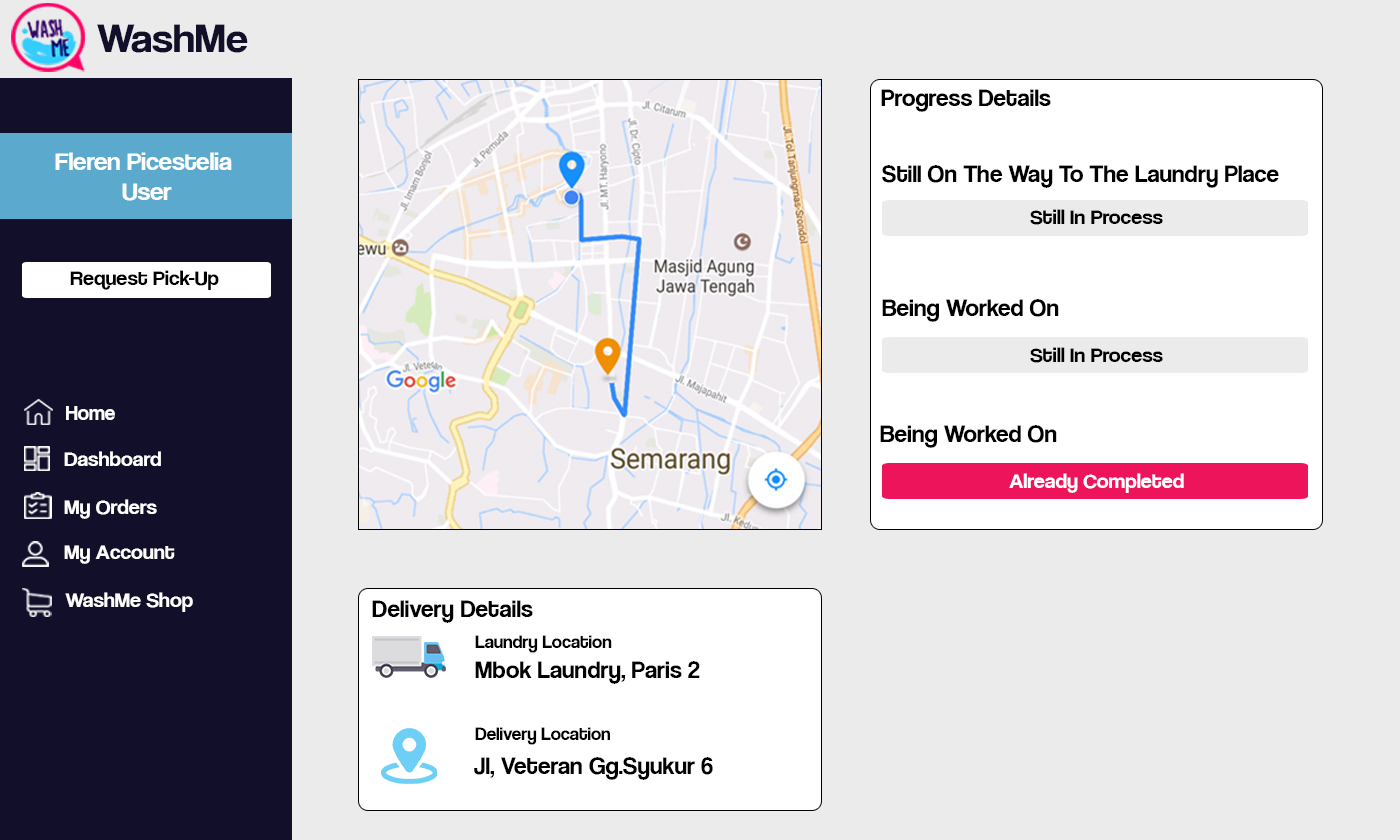 WASH
ME
WashMe
Fleren Picestelia
User
Request Pick-Up
Home
Dashboard
My Orders
My Account
WashMe Shop
Jl. Citarum
Jl. Dr. Cipto
Jl. Pemuda
Jl. Imam Bonjol
Jl. MT. Haryono
Jl. Tol Tanjungmas-Srondol
ewu
Masjid Agung
Jawa Tengah
Jl. Veteran
Google
Jl. Majapahit
Semarang
Jl. Kedun
Progress Details
Still On The Way To The Laundry Place
Still In Process
Being Worked On
Still In Process
Being Worked On
Already Completed
Delivery Details
Laundry Location
Mbok Laundry, Paris 2
Delivery Location
Jl, Veteran Gg.Syukur 6